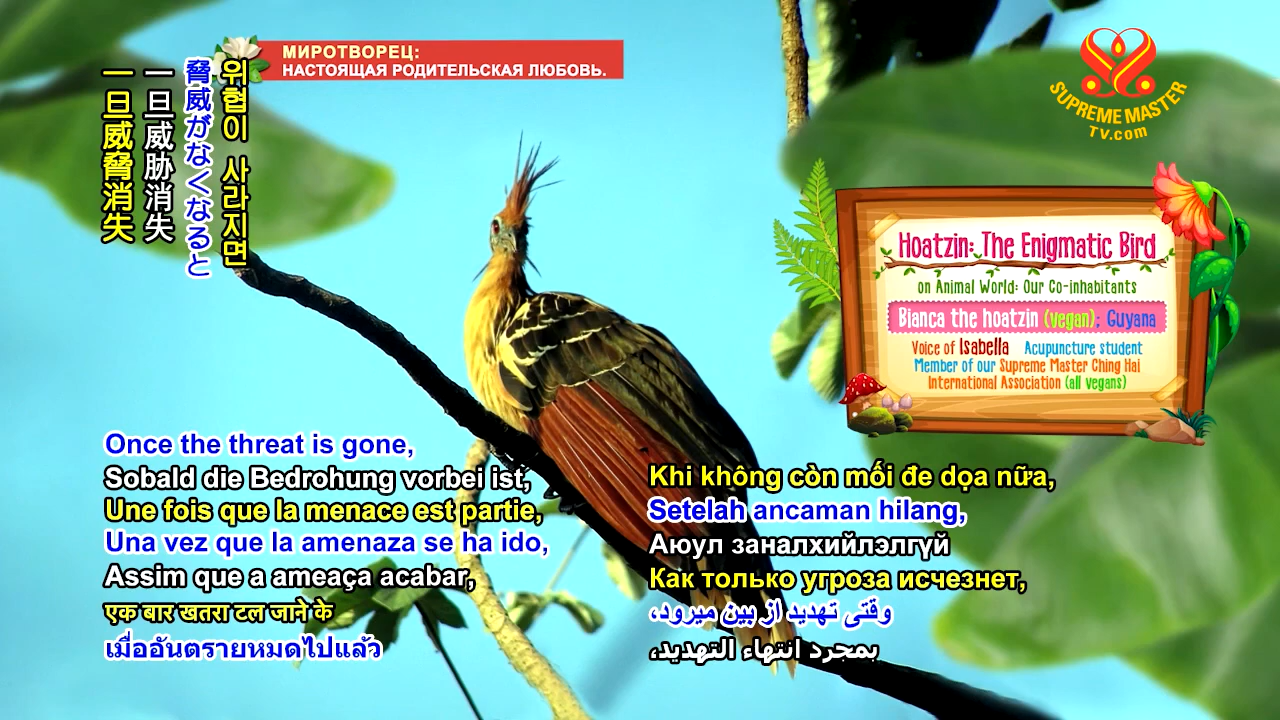 МИРОТВОРЕЦ:
НАСТОЯЩАЯ РОДИТЕЛЬСКАЯ ЛЮБОВЬ.
위협이 사라지면
脅威がなくなると
一旦威胁消失
一旦威脅消失
SUPREME MASTER
TV.com
Hoatzin: The Enigmatic Bird
on Animal World: Our Co-inhabitants
Bianca the hoatzin (vegan); Guyana
Voice of Isabella Acupuncture student
Member of our Supreme Master Ching Hai
International Association (all vegans)
Once the threat is gone,
Sobald die Bedrohung vorbei ist,
Une fois que la menace est partie,
Una vez que la amenaza se ha ido,
Assim que a ameaça acabar,
एक बार खतरा टल जाने के
เมื่ออันตรายหมดไปแล้ว
Khi không còn mối đe dọa nữa,
Setelah ancaman hilang,
Аюул заналхийлэлгүй
Как только угроза исчезнет,
وقتی تهدید از بین میرود،
بمجرد انتهاء التهديد،